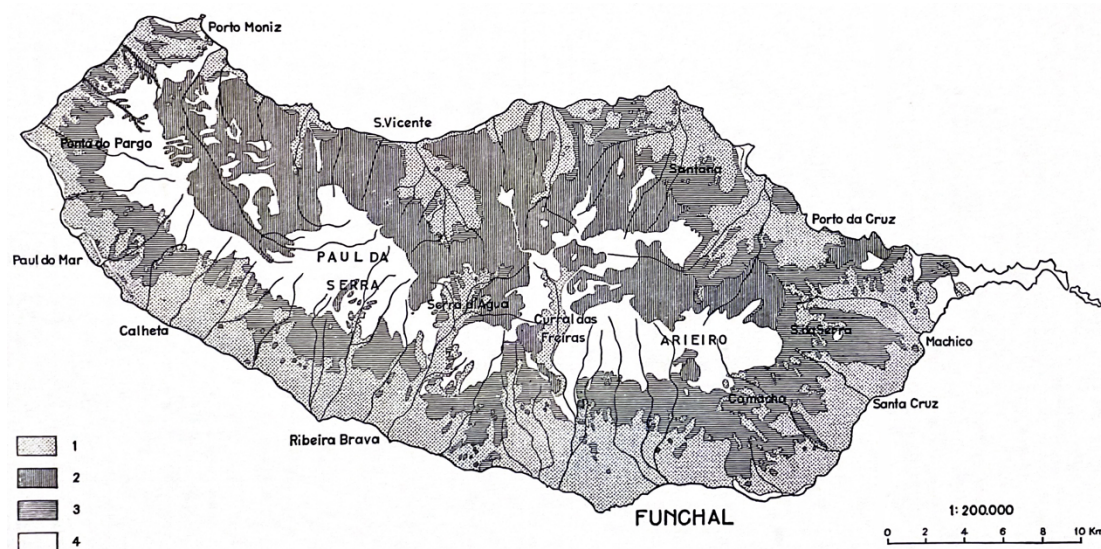 Porto Moniz
S. Vicente
Ponta do Pargo
Santana
Porto da Cruz
PAUL DA
SERRA
Paul do Mar
Serra d'Agua
Curral das
Freiras
ARIEIRO
S. da Serra
Calheta
Machico
Camacha
Santa Cruz
Ribeira Brava
FUNCHAL
1
2
3
4
1: 200.000
0 2 4 6 8 10 Km